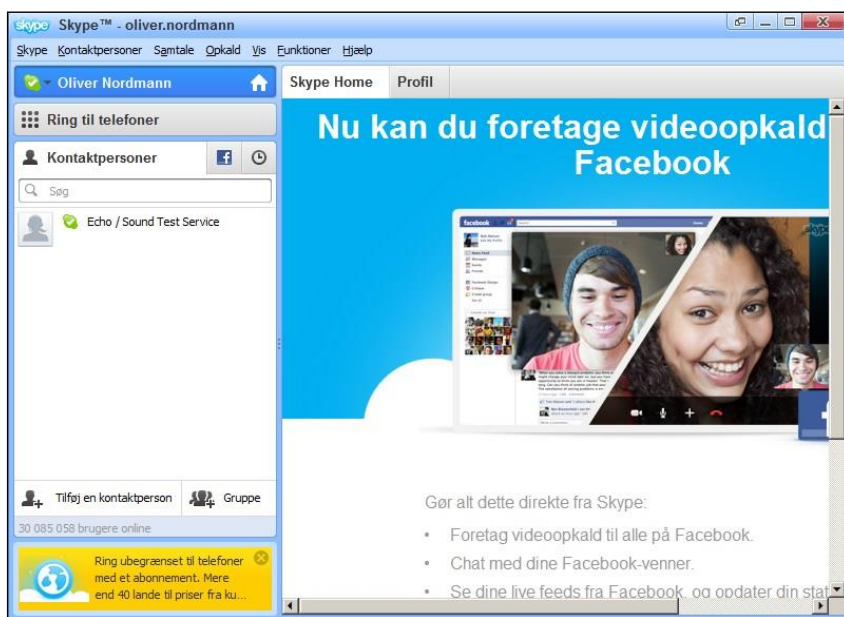 skype Skype™ - oliver.nordmann
Skype Kontaktpersoner Samtale Opkald Vis Funktioner Hjælp
Oliver Nordmann
Ring til telefoner
Kontaktpersoner
Søg
Echo / Sound Test Service
Tilføj en kontaktperson Gruppe
30 085 058 brugere online
Ring ubegrænset til telefoner
med et abonnement. Mere
end 40 lande til priser fra ku...
Skype Home Profil
Nu kan du foretage videoopkald
Facebook
facebook
skype
Gør alt dette direkte fra Skype:
• Foretag videoopkald til alle på Facebook.
• Chat med dine Facebook-venner.
• Se dine live feeds fra Facebook, og opdater din stat